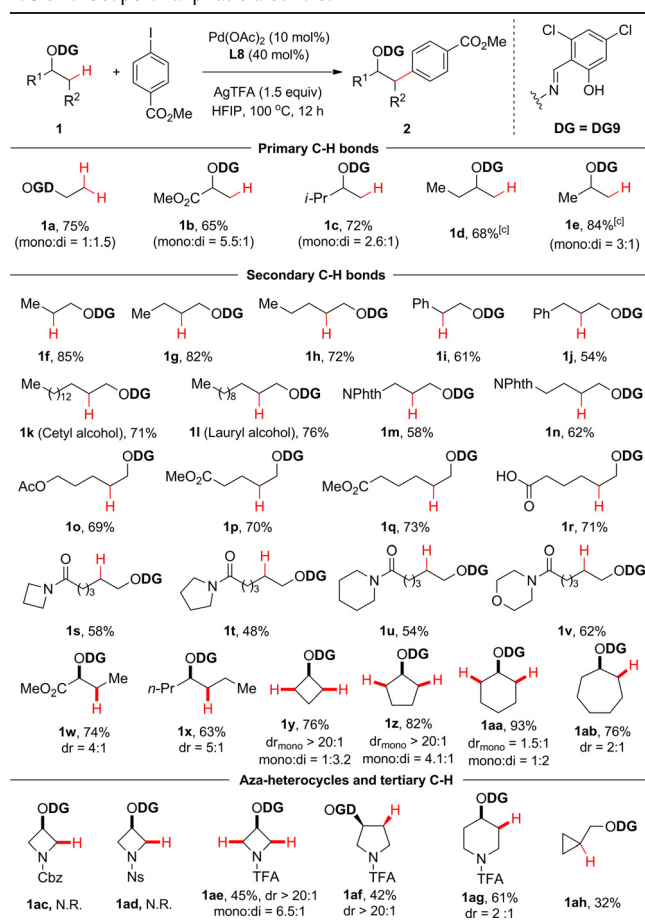 ODG
R1
H
R2
1
+
I
CO2Me
Pd(OAc)2 (10 mol%)
L8 (40 mol%)
AgTFA (1.5 equiv)
HFIP, 100 °C, 12 h
ODG
R1
R2
CO2Me
2
Cl
Cl
N
OH
DG = DG9
Primary C-H bonds
OGD H H
MeO2C ODG H
i-Pr ODG H
Me ODG H
Me ODG H
1a, 75% 1b, 65% 1c, 72% 1d, 68%[c] 1e, 84%[c]
(mono:di = 1:1.5) (mono:di = 5.5:1) (mono:di = 2.6:1) (mono:di = 3:1)
Secondary C-H bonds
Me ODG H
Me ODG H
Me ODG H
Ph ODG H
Ph ODG H
1f, 85% 1g, 82% 1h, 72% 1i, 61% 1j, 54%
Me ( )12 ODG H
Me ( )8 ODG H
NPhth ODG H
NPhth ODG H
1k (Cetyl alcohol), 71% 1l (Lauryl alcohol), 76% 1m, 58% 1n, 62%
AcO ODG H
MeO2C ODG H
MeO2C ODG H
HO O ODG H
1o, 69% 1p, 70% 1q, 73% 1r, 71%
N O ( )3 H ODG
N O ( )3 H ODG
N O ( )3 H ODG
O N O ( )3 H ODG
1s, 58% 1t, 48% 1u, 54% 1v, 62%
MeO2C ODG Me H
n-Pr ODG Me H
ODG H H
ODG H H
ODG H H
ODG H
1w, 74% 1x, 63% 1y, 76% 1z, 82% 1aa, 93% 1ab, 76%
dr = 4:1 dr = 5:1 drmono > 20:1 drmono > 20:1 drmono = 1.5:1 dr = 2:1
mono:di = 1:3.2 mono:di = 4.1:1 mono:di = 1:2
Aza-heterocycles and tertiary C-H
ODG H N Cbz
ODG H N Ns
ODG H H N TFA
OGD H N TFA
ODG H N TFA
ODG H
1ac, N.R. 1ad, N.R. 1ae, 45%, dr > 20:1 1af, 42% 1ag, 61% 1ah, 32%
mono:di = 6.5:1 dr > 20:1 dr = 2 :1